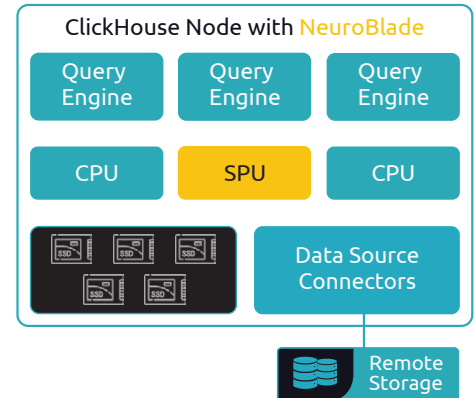 ClickHouse Node with NeuroBlade
Query Query Query
Engine Engine Engine
CPU SPU CPU
SSD SSD SSD
SSD SSD
Data Source
Connectors
Remote
Storage